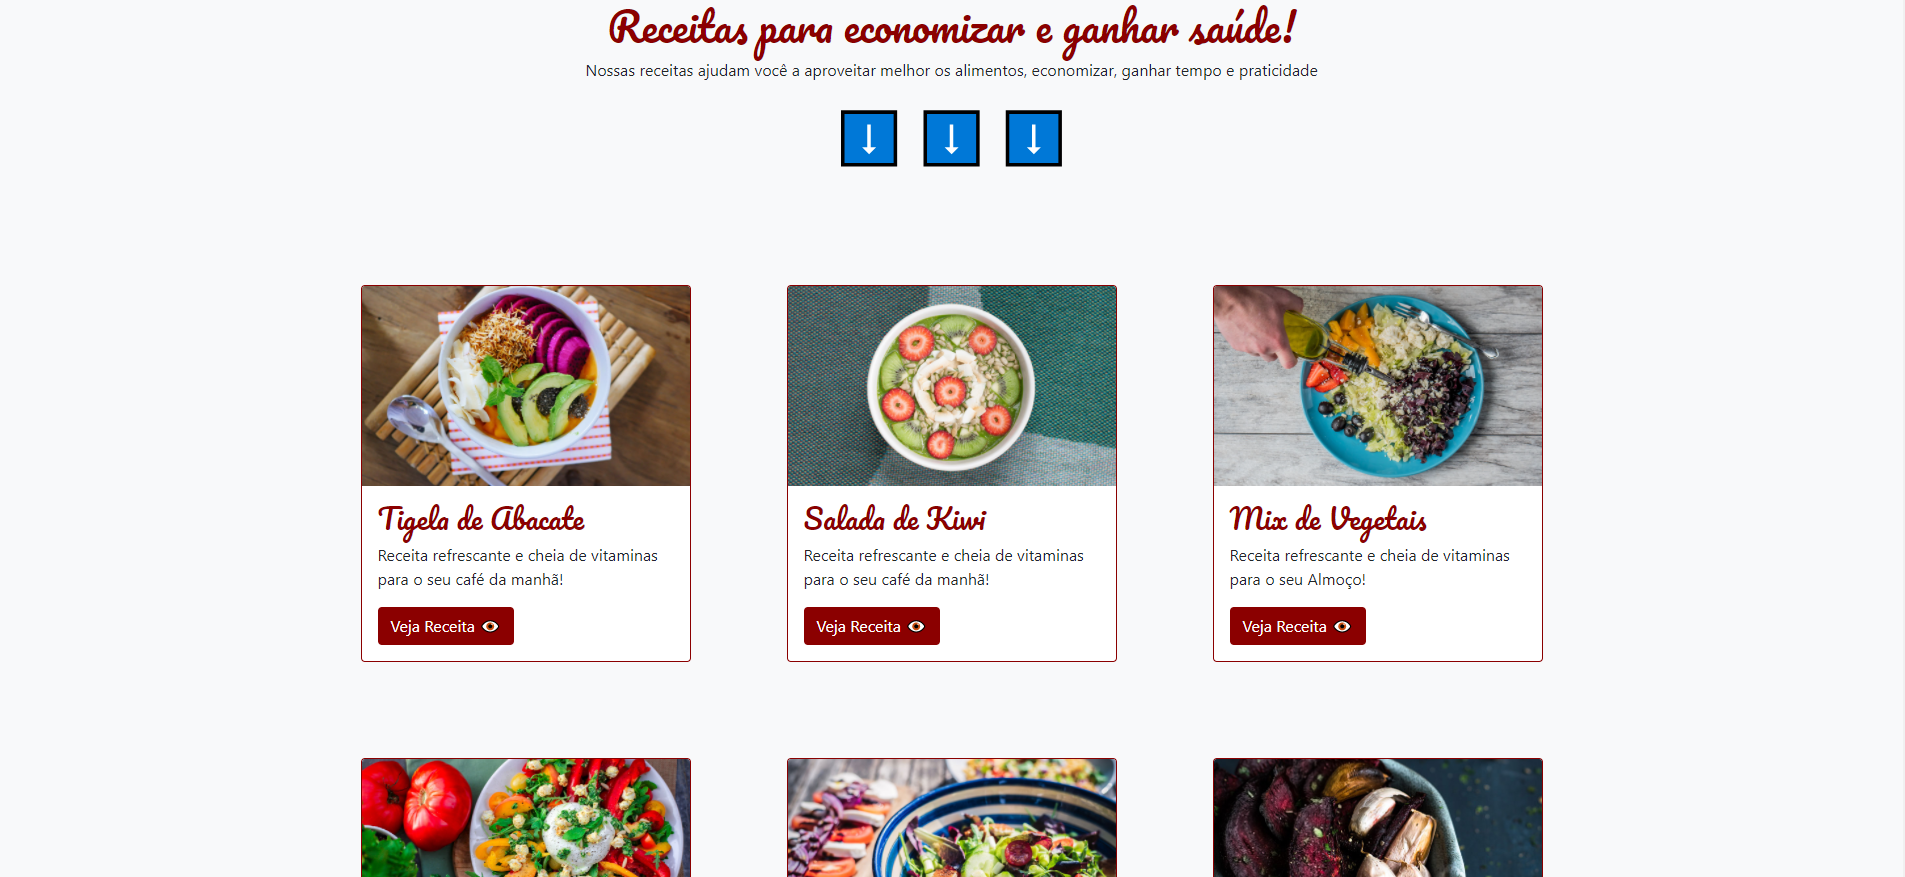 Receitas para economizar e ganhar saúde!
Nossas receitas ajudam você a aproveitar melhor os alimentos, economizar, ganhar tempo e praticidade
Tigela de Abacate
Receita refrescante e cheia de vitaminas
para o seu café da manhã!
Veja Receita
Salada de Kiwi
Receita refrescante e cheia de vitaminas
para o seu café da manhã!
Veja Receita
Mix de Vegetais
Receita refrescante e cheia de vitaminas
para o seu Almoço!
Veja Receita